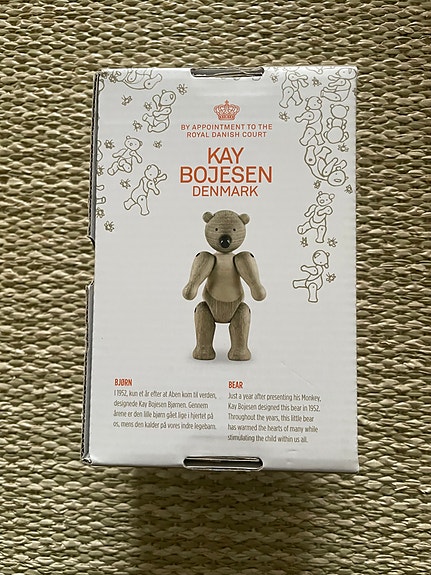 BY APPOINTMENT TO THE
ROYAL DANISH COURT
KAY
BOJESEN
DENMARK
BJØRN
I 1952, kun et år efter at Aben kom til verden,
designede Kay Bojesen Bjørnen. Gennem
årene er den lille bjørn gået lige i hjertet på
os, mens den kalder på vores indre legebarn.
BEAR
Just a year after presenting his Monkey,
Kay Bojesen designed this bear in 1952.
Throughout the years, this little bear
has warmed the hearts of many while
stimulating the child within us all.